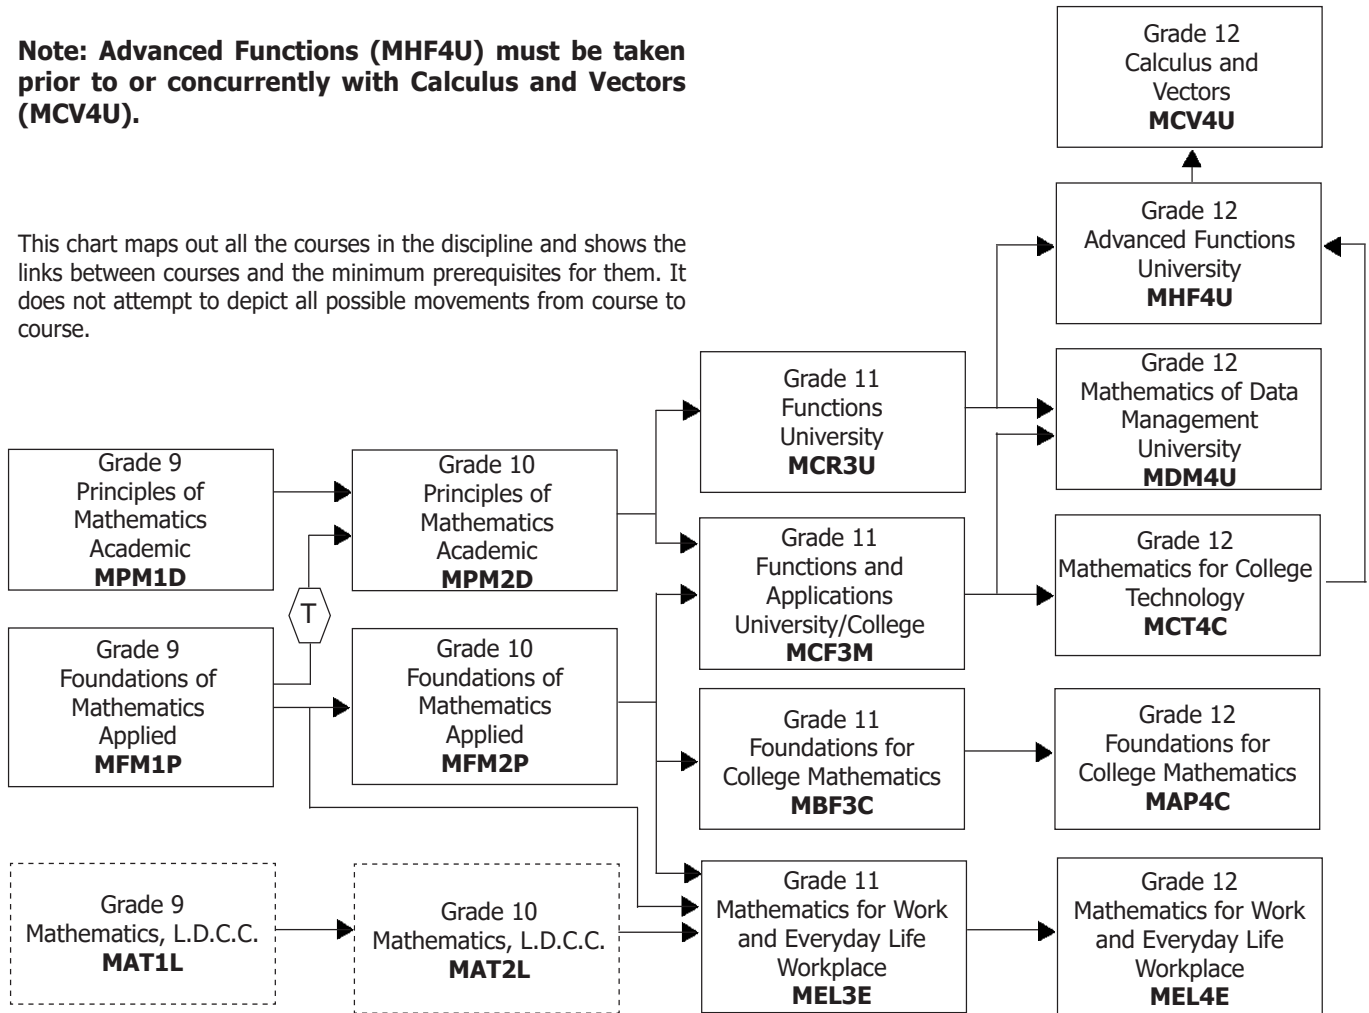 Note: Advanced Functions (MHF4U) must be taken
prior to or concurrently with Calculus and Vectors
(MCV4U).
This chart maps out all the courses in the discipline and shows the
links between courses and the minimum prerequisites for them. It
does not attempt to depict all possible movements from course to
course.
Grade 12
Calculus and
Vectors
MCV4U
Grade 12
Advanced Functions
University
MHF4U
Grade 11
Functions
University
MCR3U
Grade 12
Mathematics of Data
Management
University
MDM4U
Grade 9
Principles of
Mathematics
Academic
MPM1D
Grade 10
Principles of
Mathematics
Academic
MPM2D
Grade 11
Functions and
Applications
University/College
MCF3M
Grade 12
Mathematics for College
Technology
MCT4C
T
Grade 9
Foundations of
Mathematics
Applied
MFM1P
Grade 10
Foundations of
Mathematics
Applied
MFM2P
Grade 11
Foundations for
College Mathematics
MBF3C
Grade 12
Foundations for
College Mathematics
MAP4C
Grade 9
Mathematics, L.D.C.C.
MAT1L
Grade 10
Mathematics, L.D.C.C.
MAT2L
Grade 11
Mathematics for Work
and Everyday Life
Workplace
MEL3E
Grade 12
Mathematics for Work
and Everyday Life
Workplace
MEL4E